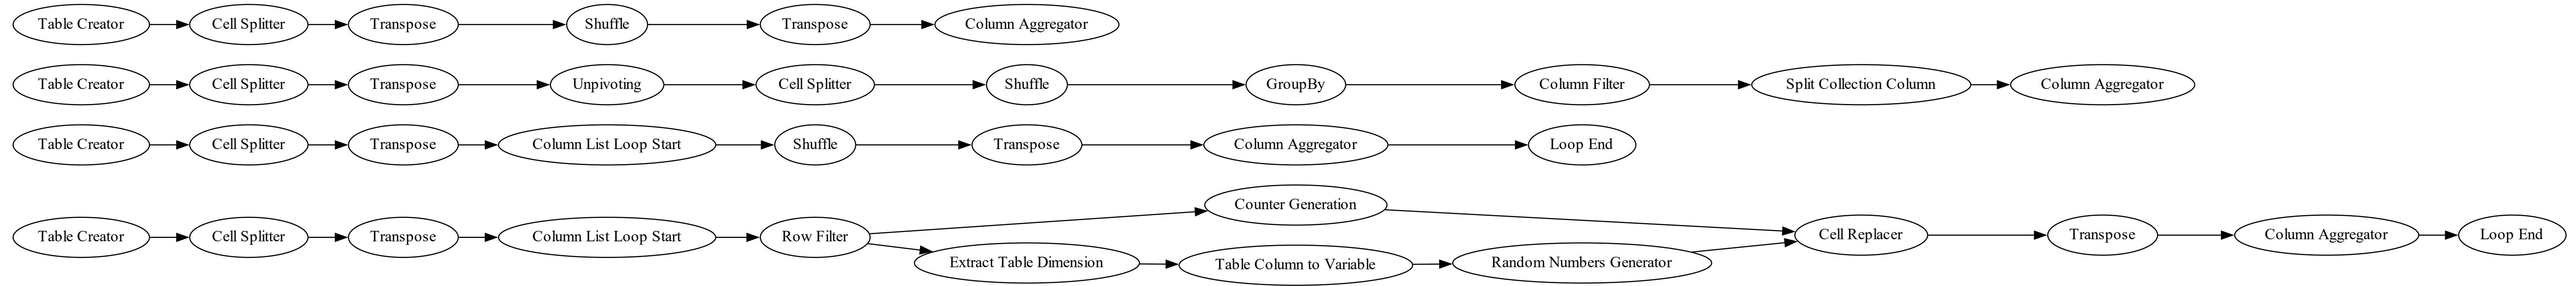 Table Creator
Cell Splitter
Transpose
Shuffle
Transpose
Column Aggregator
Table Creator
Cell Splitter
Transpose
Unpivoting
Cell Splitter
Shuffle
GroupBy
Column Filter
Split Collection Column
Column Aggregator
Table Creator
Cell Splitter
Transpose
Column List Loop Start
Shuffle
Transpose
Column Aggregator
Loop End
Table Creator
Cell Splitter
Transpose
Column List Loop Start
Row Filter
Counter Generation
Extract Table Dimension
Table Column to Variable
Random Numbers Generator
Cell Replacer
Transpose
Column Aggregator
Loop End